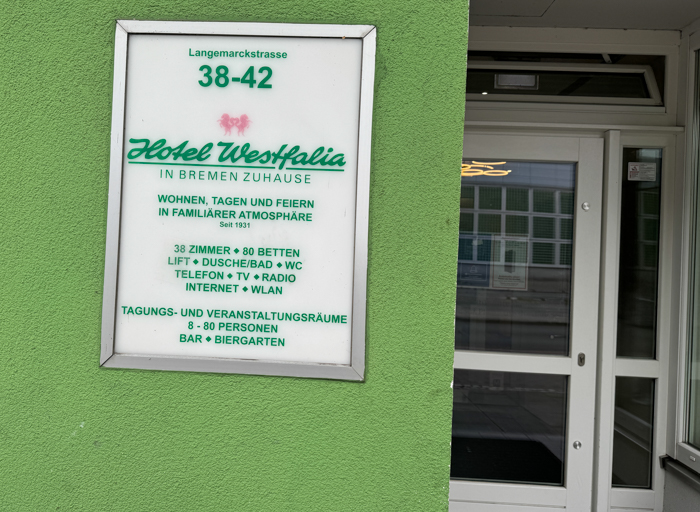 Langemarckstrasse
38-42
Hotel Westfalia
IN BREMEN ZUHAUSE
WOHNEN, TAGEN UND FEIERN
IN FAMILIÄRER ATMOSPHÄRE
Seit 1931
38 ZIMMER ◆ 80 BETTEN
LIFT ◆ DUSCHE/BAD ◆ WC
TELEFON ◆ TV ◆ RADIO
INTERNET ◆ WLAN
TAGUNGS- UND VERANSTALTUNGSRÄUME
8 - 80 PERSONEN
BAR ◆ BIERGARTEN